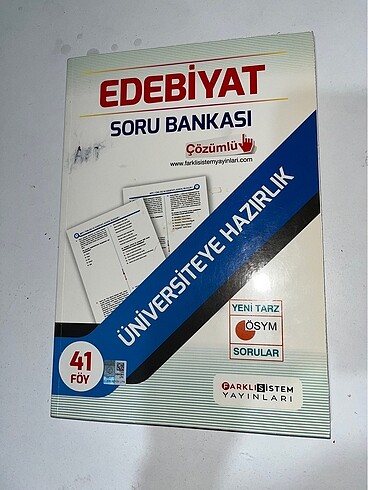 EDEBİYAT
SORU BANKASI
Çözümlü
www.farklisistemyayinlari.com
ÜNİVERSİTEYE HAZIRLIK
YENİ TARZ
ÖSYM
SORULAR
41
FÖY
FARKLI SİSTEM
YAYINLARI